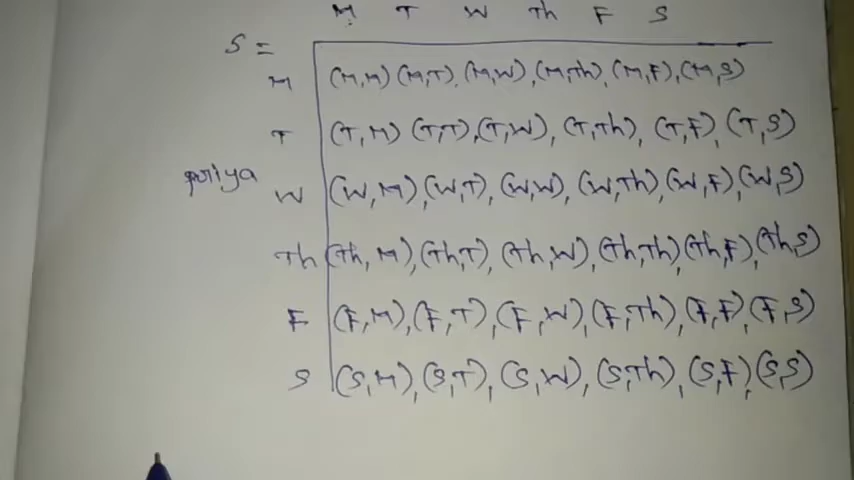 M T W Th F S
S =
M (M,M) (M,T), (M,W), (M,Th), (M,F), (M,S)
T (T,M) (T,T), (T,W), (T,Th), (T,F), (T,S)
priya
W (W,M), (W,T), (W,W), (W,Th), (W,F), (W,S)
Th (Th,M), (Th,T), (Th,W), (Th,Th), (Th,F), (Th,S)
F (F,M), (F,T), (F,W), (F,Th), (F,F), (F,S)
S (S,M), (S,T), (S,W), (S,Th), (S,F), (S,S)